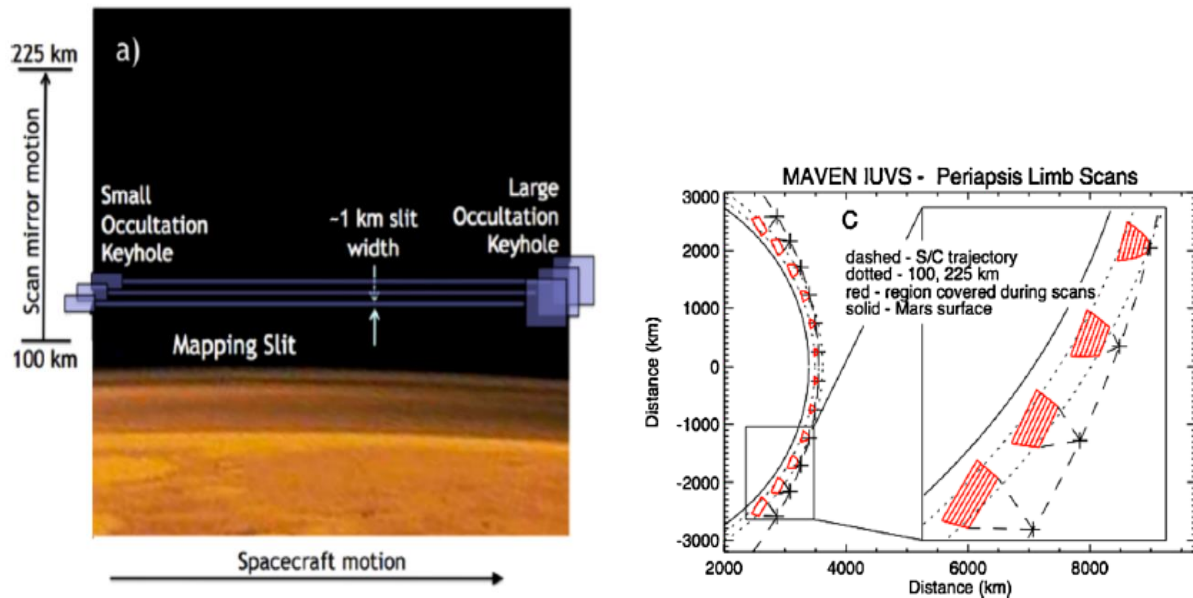 a)
225 km
Scan mirror motion
100 km
Small
Occultation
Keyhole
~1 km slit
width
Large
Occultation
Keyhole
Mapping Slit
Spacecraft motion
MAVEN IUVS - Periapsis Limb Scans
C
dashed - S/C trajectory
dotted - 100, 225 km
red - region covered during scans
solid - Mars surface
Distance (km)
3000
2000
1000
0
-1000
-2000
-3000
2000 4000 6000 8000
Distance (km)